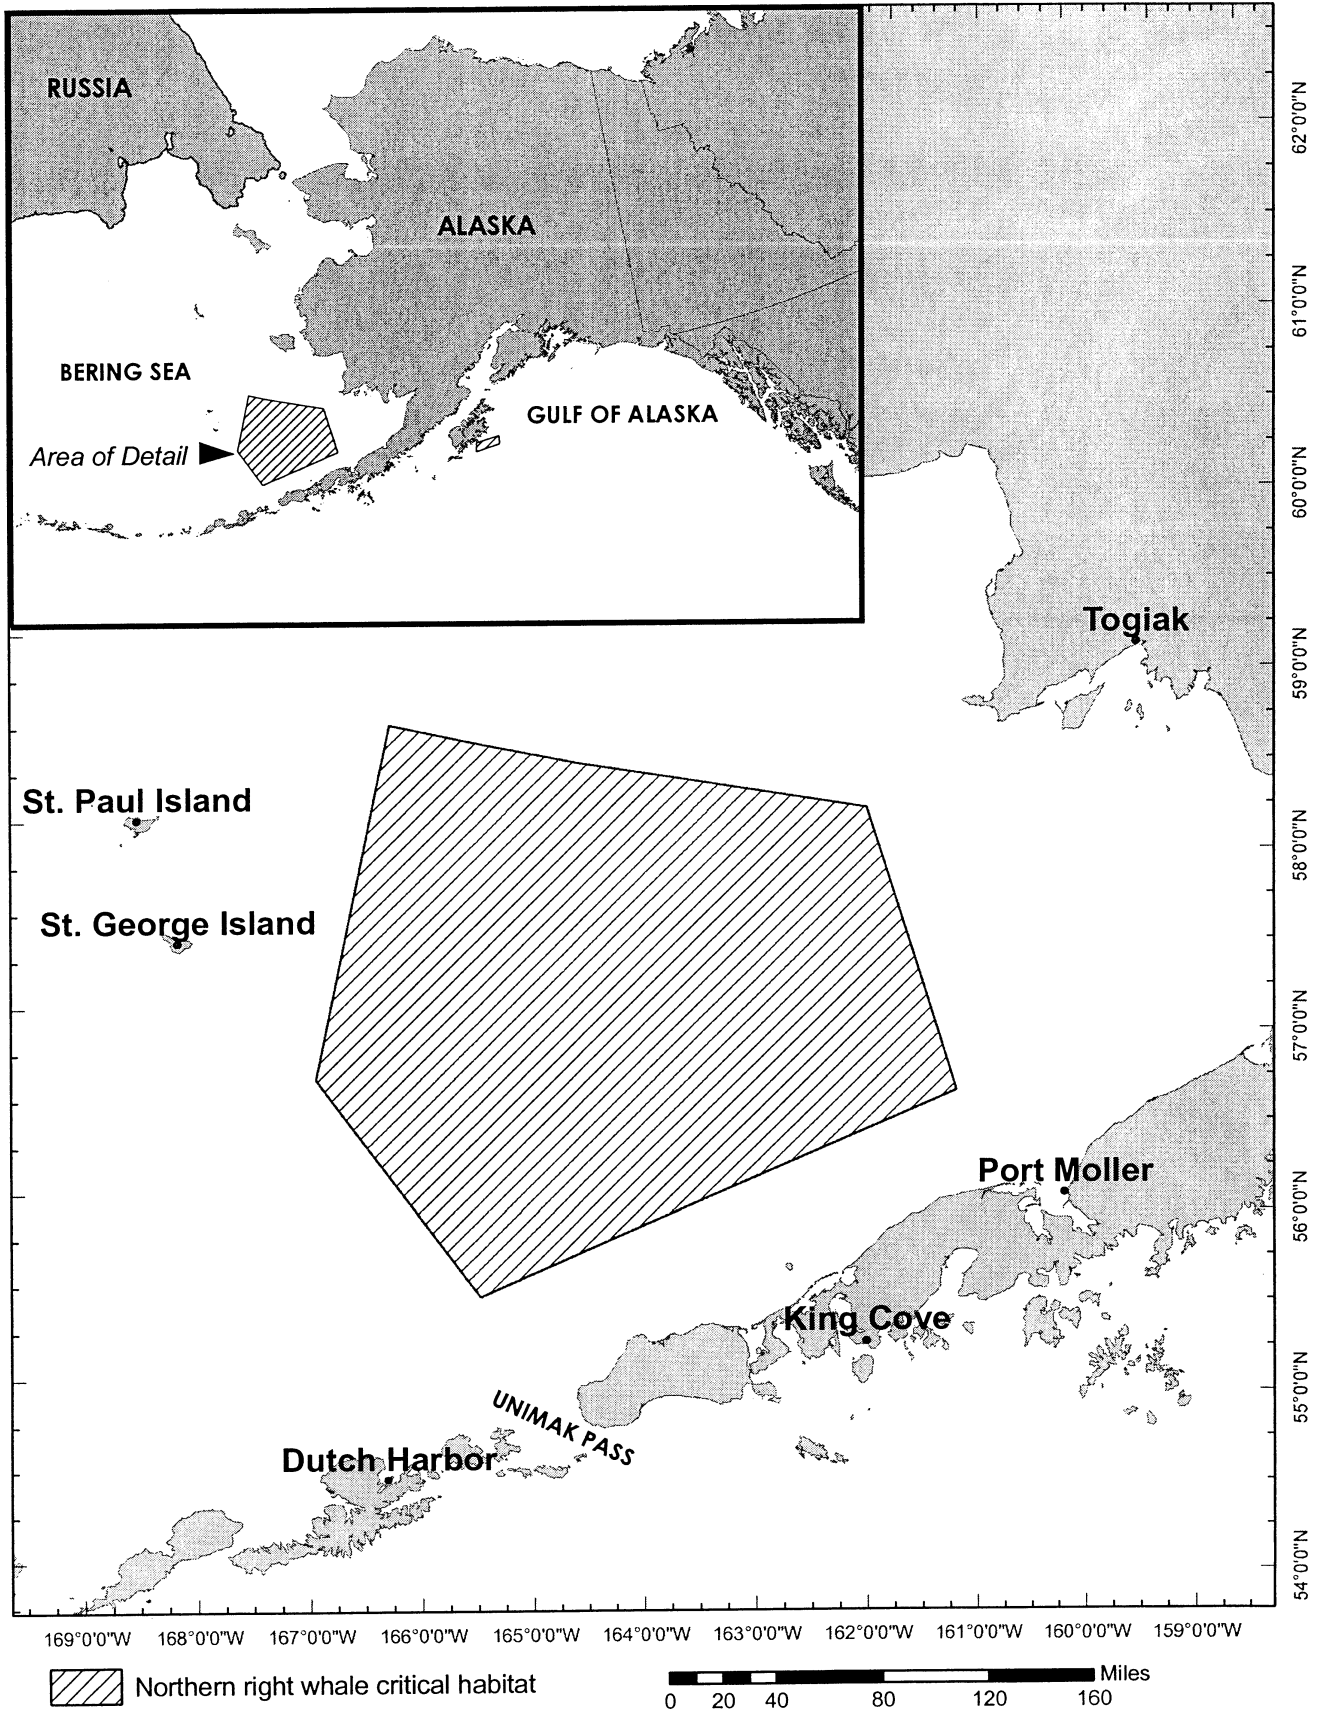 RUSSIA
ALASKA
BERING SEA
GULF OF ALASKA
Area of Detail
62°0'0"N
61°0'0"N
60°0'0"N
59°0'0"N
58°0'0"N
57°0'0"N
56°0'0"N
55°0'0"N
54°0'0"N
Togiak
St. Paul Island
St. George Island
Port Moller
King Cove
UNIMAK PASS
Dutch Harbor
169°0'0"W 168°0'0"W 167°0'0"W 166°0'0"W 165°0'0"W 164°0'0"W 163°0'0"W 162°0'0"W 161°0'0"W 160°0'0"W 159°0'0"W
Northern right whale critical habitat
Miles
0 20 40 80 120 160